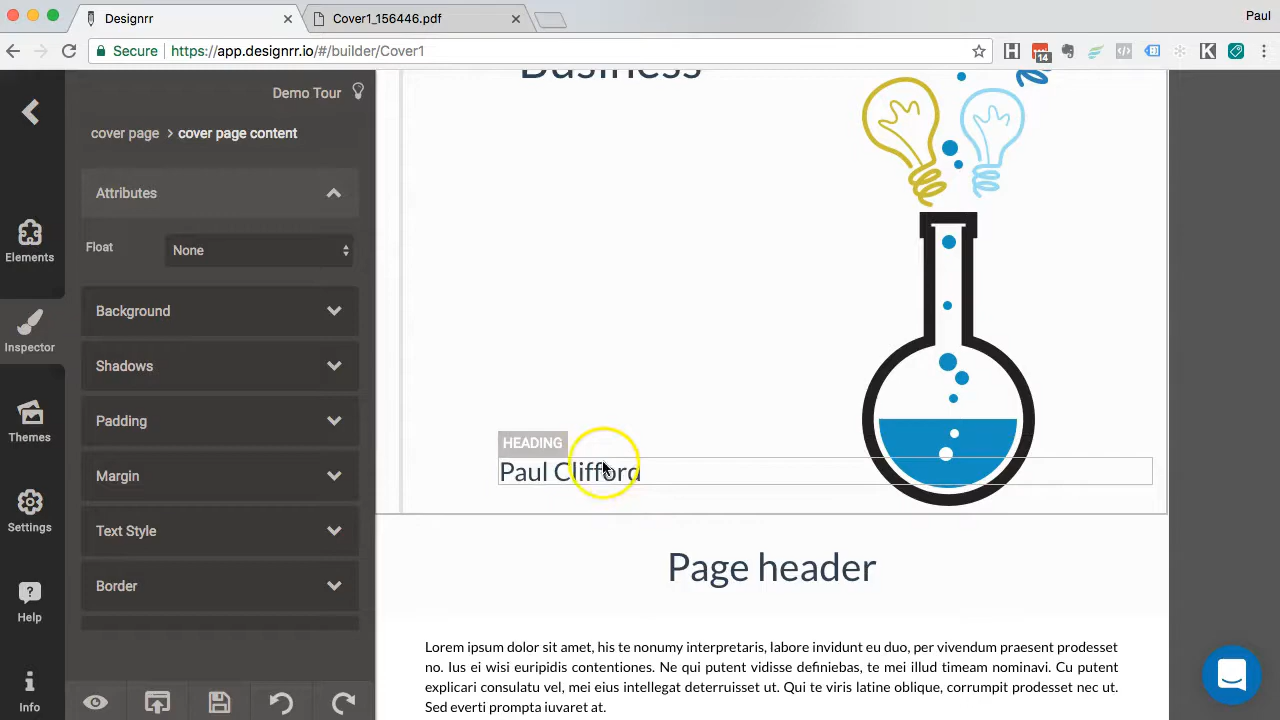 Designrr
Cover1_156446.pdf
Paul
Secure
https://app.designrr.io/#/builder/Cover1
14
Demo Tour
Business
cover page > cover page content
Attributes
Float
None
Background
Shadows
Padding
Margin
Text Style
Border
Elements
Inspector
Themes
Settings
Help
Info
HEADING
Paul Clifford
Page header
Lorem ipsum dolor sit amet, his te nonumy interpretaris, labore invidunt eu duo, per vivendum praesent prodesset
no. Ius ei wisi euripidis contentiones. Ne qui putent vidisse definiebas, te mei illud timeam nominavi. Cu putent
explicari consulatu vel, mei eius intellegat deterruisset ut. Qui te viris latine oblique, corrumpit prodesset nec ut.
Sed everti prompta iuvaret at.